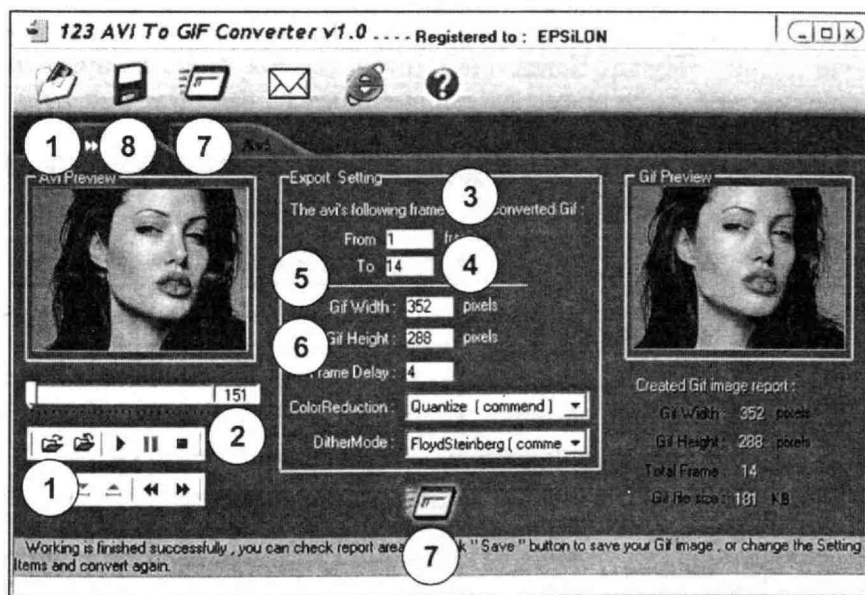 123 AVi To GiF Converter v1.0 .... Registered to : EPSiLON
1 8 7 Avi
Avi Preview
Export Setting
3
The avi's following frame converted Gif :
From 1
To 14
4
5
Gif Width : 352 pixels
Gif Height : 288 pixels
6
Frame Delay : 4
ColorReduction : Quantize ( commend )
DitherMode : FloydSteinberg ( comme
151
2
1
7
Gif Preview
Created Gif image report :
Gif Width : 352 pixels
Gif Height : 288 pixels
Total Frame 14
Gif file size : 181 KB
Working is finished successfully , you can check report area k " Save " button to save your Gif image , or change the Setting
Items and convert again.